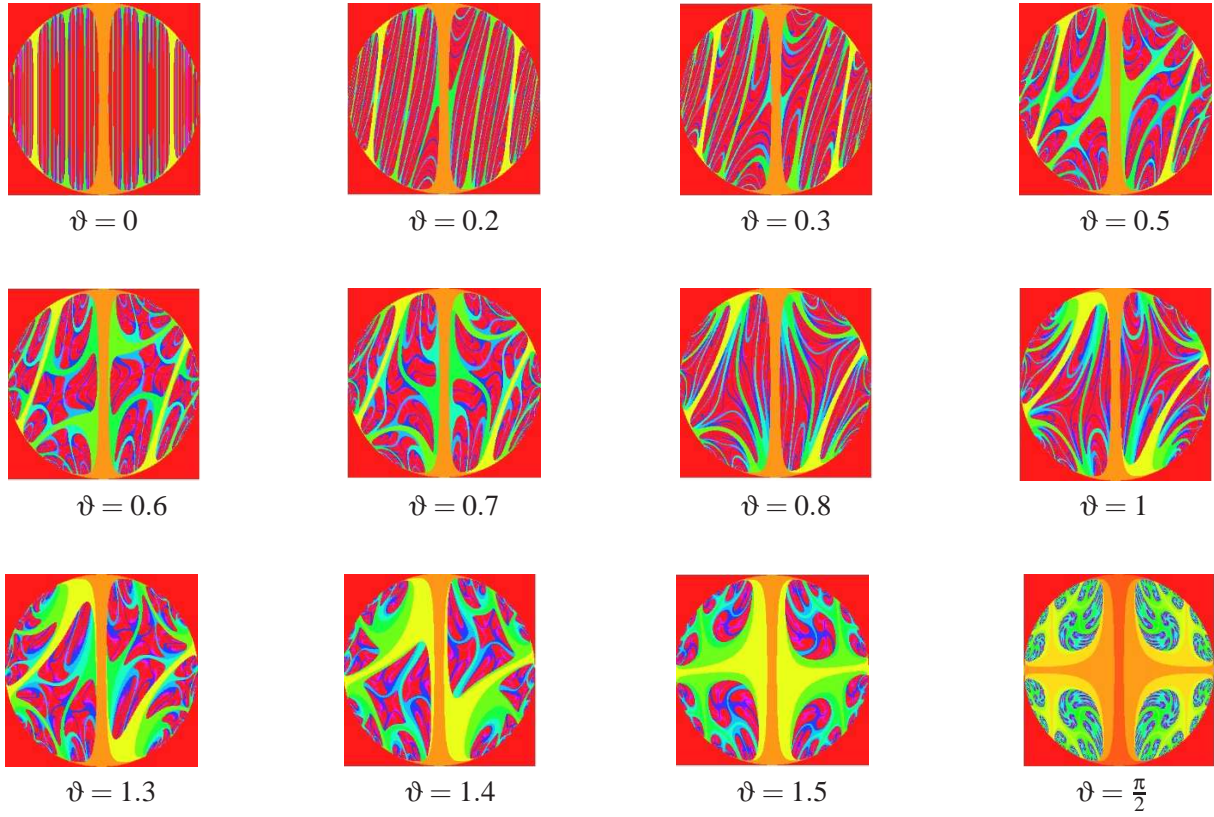 ϑ = 0
ϑ = 0.2
ϑ = 0.3
ϑ = 0.5
ϑ = 0.6
ϑ = 0.7
ϑ = 0.8
ϑ = 1
ϑ = 1.3
ϑ = 1.4
ϑ = 1.5
ϑ = π/2